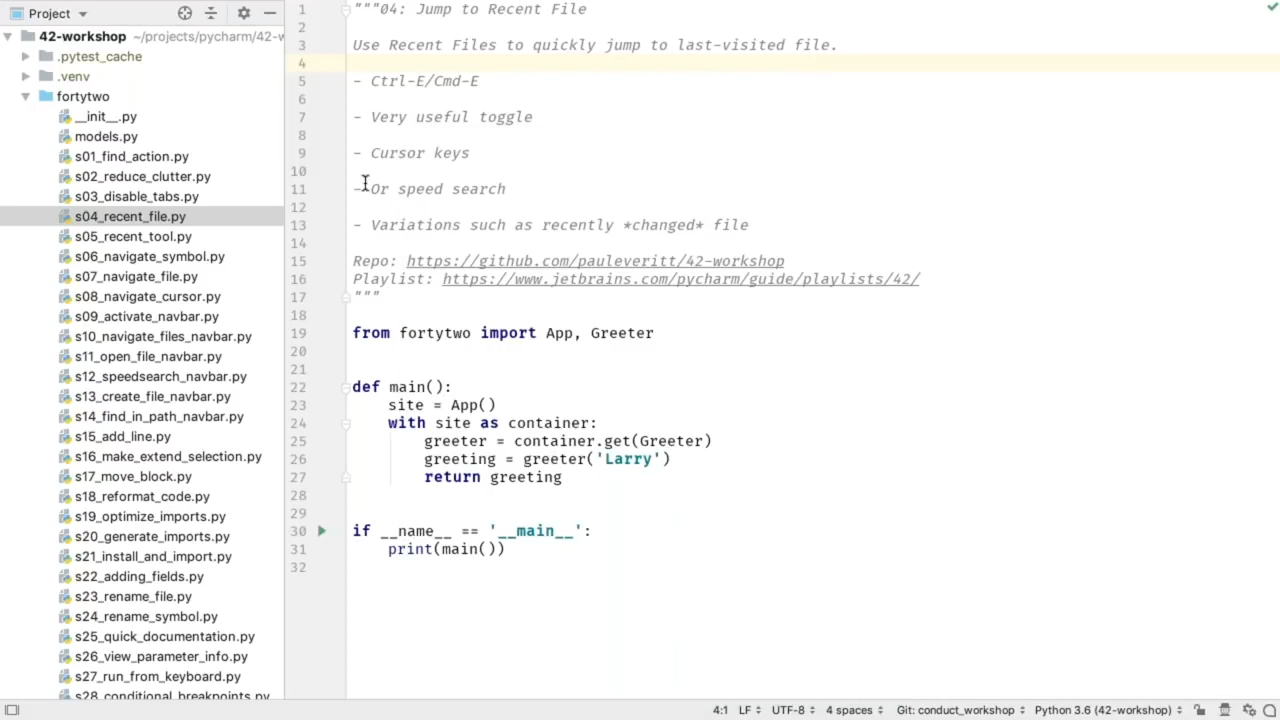 Project
42-workshop ~/projects/pycharm/42-w
.pytest_cache
.venv
fortytwo
__init__.py
models.py
s01_find_action.py
s02_reduce_clutter.py
s03_disable_tabs.py
s04_recent_file.py
s05_recent_tool.py
s06_navigate_symbol.py
s07_navigate_file.py
s08_navigate_cursor.py
s09_activate_navbar.py
s10_navigate_files_navbar.py
s11_open_file_navbar.py
s12_speedsearch_navbar.py
s13_create_file_navbar.py
s14_find_in_path_navbar.py
s15_add_line.py
s16_make_extend_selection.py
s17_move_block.py
s18_reformat_code.py
s19_optimize_imports.py
s20_generate_imports.py
s21_install_and_import.py
s22_adding_fields.py
s23_rename_file.py
s24_rename_symbol.py
s25_quick_documentation.py
s26_view_parameter_info.py
s27_run_from_keyboard.py
s28_conditional_breakpoints.py
1 """04: Jump to Recent File
2
3 Use Recent Files to quickly jump to last-visited file.
4
5 - Ctrl-E/Cmd-E
6
7 - Very useful toggle
8
9 - Cursor keys
10
11 - Or speed search
12
13 - Variations such as recently *changed* file
14
15 Repo: https://github.com/pauleveritt/42-workshop
16 Playlist: https://www.jetbrains.com/pycharm/guide/playlists/42/
17 """
18
19 from fortytwo import App, Greeter
20
21
22 def main():
23     site = App()
24     with site as container:
25         greeter = container.get(Greeter)
26         greeting = greeter('Larry')
27         return greeting
28
29
30 if __name__ == '__main__':
31     print(main())
32
4:1 LF UTF-8 4 spaces Git: conduct_workshop Python 3.6 (42-workshop)